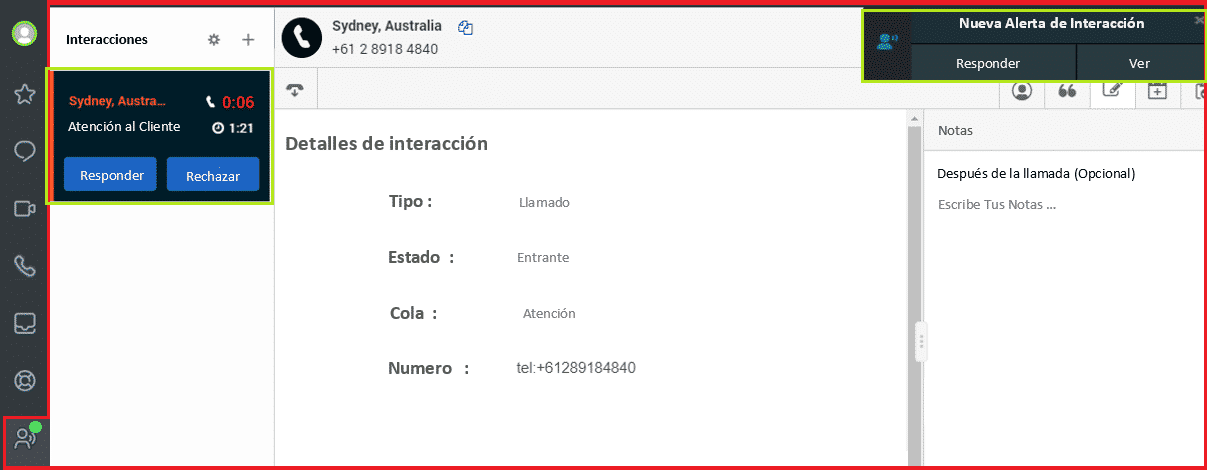 Interacciones
Sydney, Austra...
0:06
Atención al Cliente
1:21
Responder
Rechazar
Sydney, Australia
+61 2 8918 4840
Nueva Alerta de Interacción
Responder
Ver
Detalles de interacción
Tipo :
Llamado
Estado :
Entrante
Cola :
Atención
Numero :
tel:+61289184840
Notas
Después de la llamada (Opcional)
Escribe Tus Notas ...